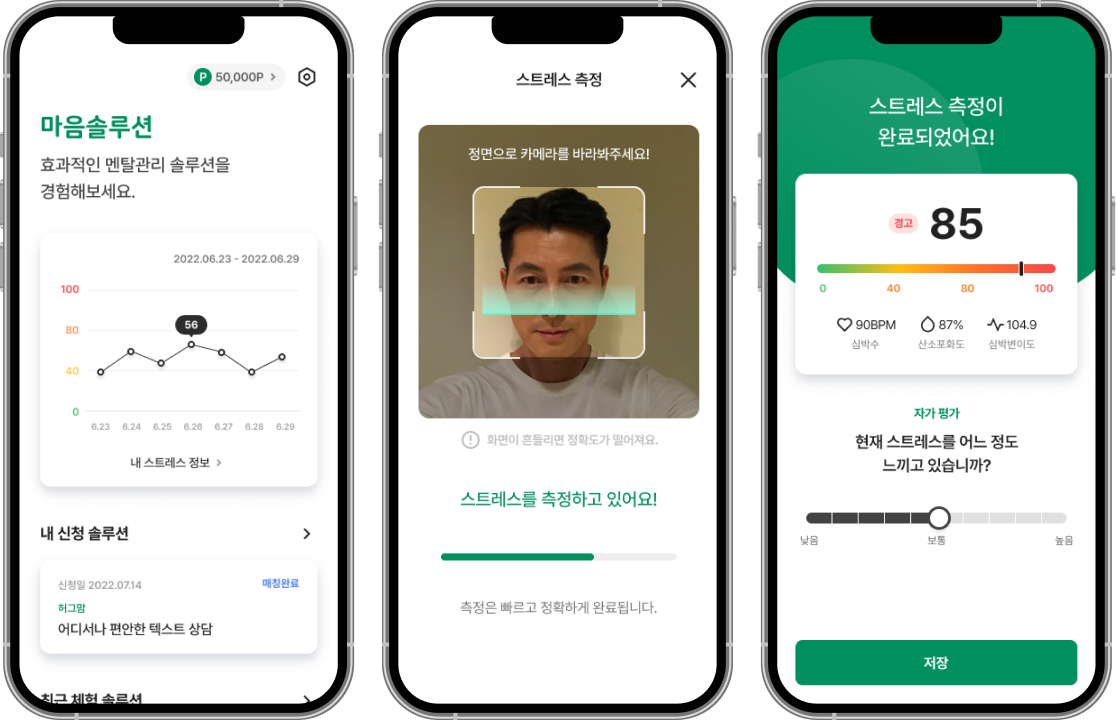 P 50,000P
마음솔루션
효과적인 멘탈관리 솔루션을
경험해보세요.
2022.06.23 - 2022.06.29
100
80
56
40
0
6.23 6.24 6.25 6.26 6.27 6.28 6.29
내 스트레스 정보
내 신청 솔루션
신청일 2022.07.14 매칭완료
허그맘
어디서나 편안한 텍스트 상담
최근 체험 솔루션
스트레스 측정
정면으로 카메라를 바라봐주세요!
화면이 흔들리면 정확도가 떨어져요.
스트레스를 측정하고 있어요!
측정은 빠르고 정확하게 완료됩니다.
스트레스 측정이
완료되었어요!
경고 85
0 40 80 100
90BPM 87% 104.9
심박수 산소포화도 심박변이도
자가 평가
현재 스트레스를 어느 정도
느끼고 있습니까?
낮음 보통 높음
저장